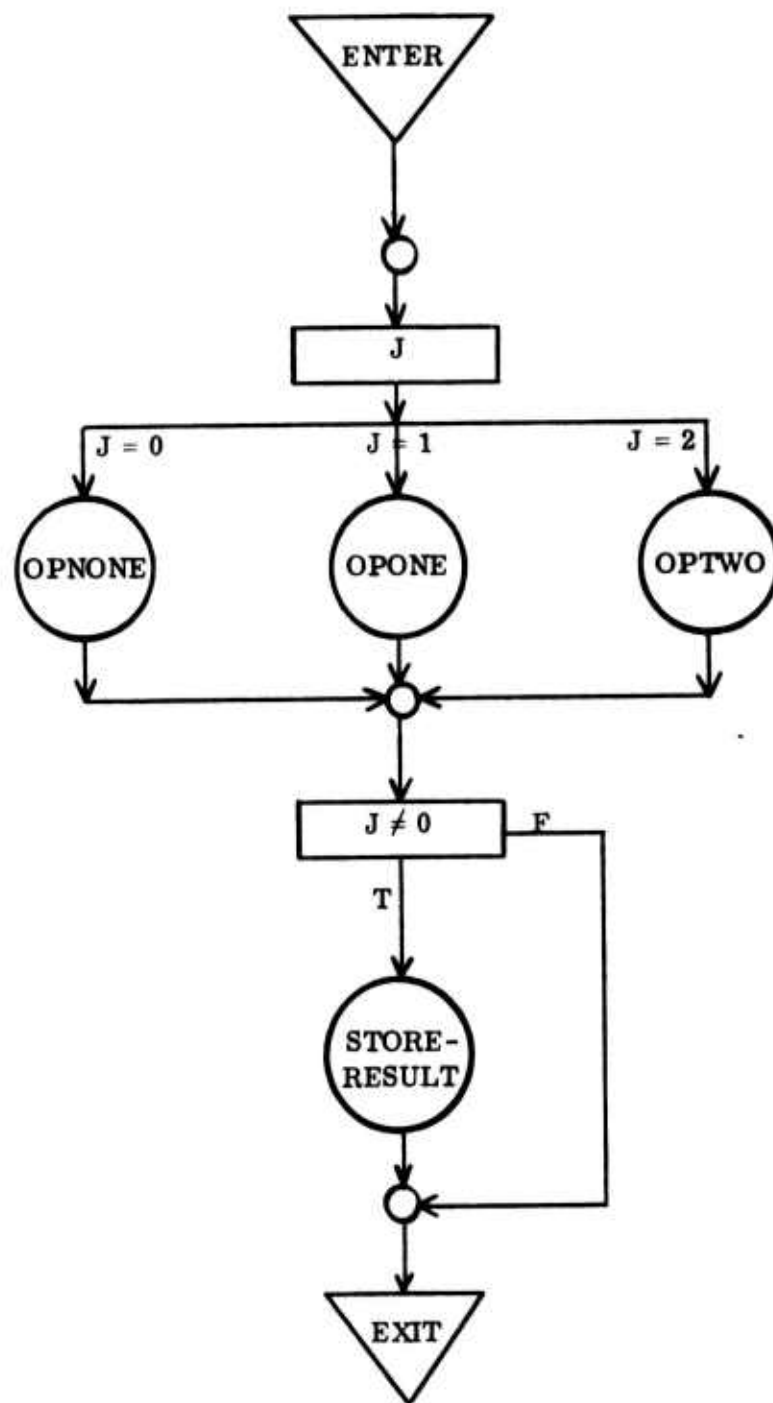 ENTER
J
J = 0
J = 1
J = 2
OPNONE
OPONE
OPTWO
J ≠ 0
F
T
STORE-
RESULT
EXIT